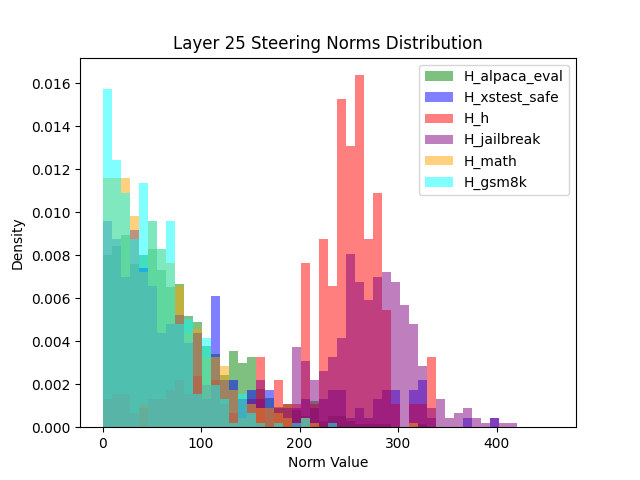 Layer 25 Steering Norms Distribution
H_alpaca_eval
H_xstest_safe
H_h
H_jailbreak
H_math
H_gsm8k
Density
0.016
0.014
0.012
0.010
0.008
0.006
0.004
0.002
0.000
0
100
200
300
400
Norm Value